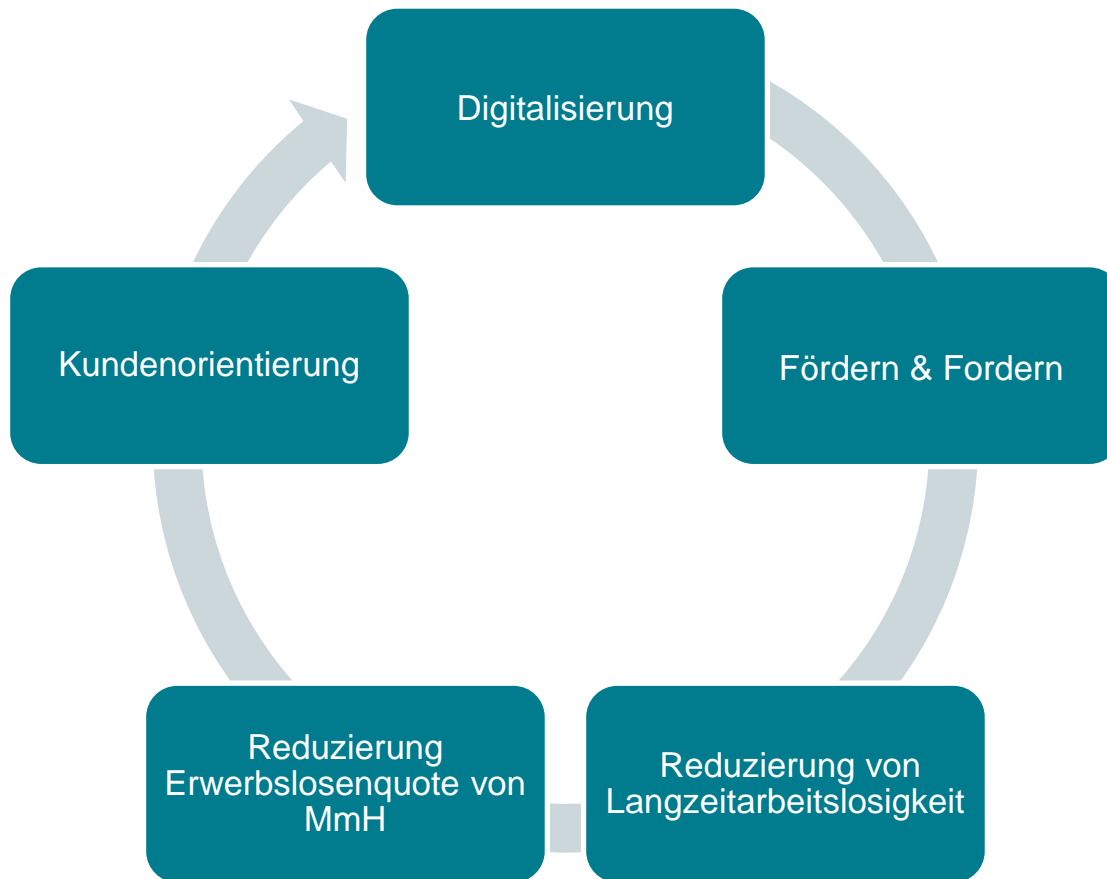 Digitalisierung
Fördern & Fordern
Reduzierung von
Langzeitarbeitslosigkeit
Reduzierung
Erwerbslosenquote von
MmH
Kundenorientierung